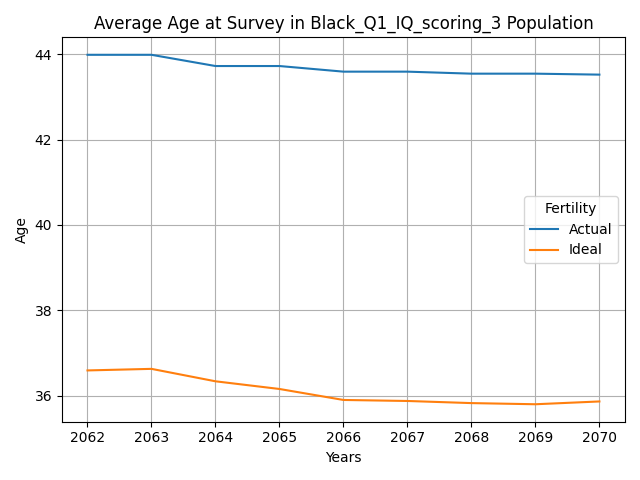 Average Age at Survey in Black_Q1_IQ_scoring_3 Population
44
42
40
38
36
Age
Fertility
Actual
Ideal
2062 2063 2064 2065 2066 2067 2068 2069 2070
Years